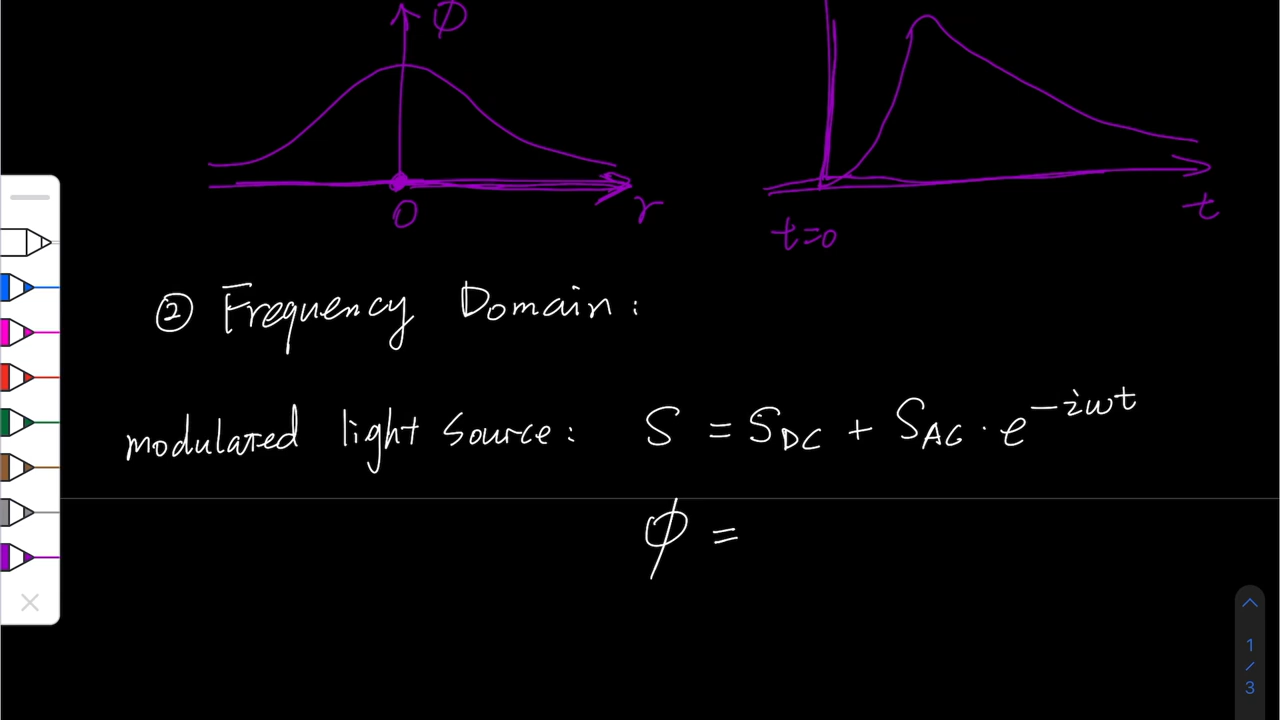 ϕ
0
r
t=0
t
② Frequency Domain:
modulated light source: S = S_DC + S_AC · e^{-iωt}
ϕ =
1
/
3